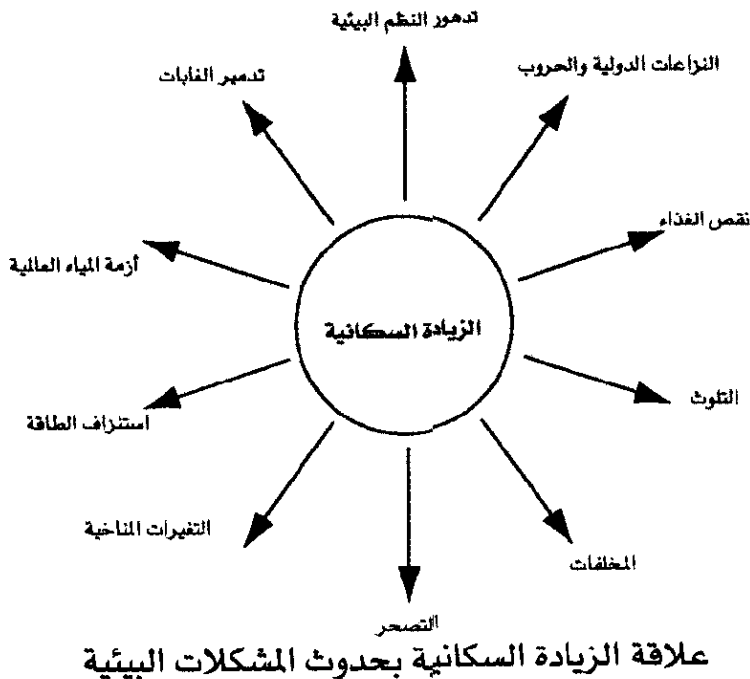 تدهور النظم البيئية
النزاعات الدولية والحروب
تدمير الغابات
نقص الغذاء
أزمة المياه العالمية
الزيادة السكانية
التلوث
استنزاف الطاقة
التغيرات المناخية
المخلفات
التصحر
علاقة الزيادة السكانية بحدوث المشكلات البيئية